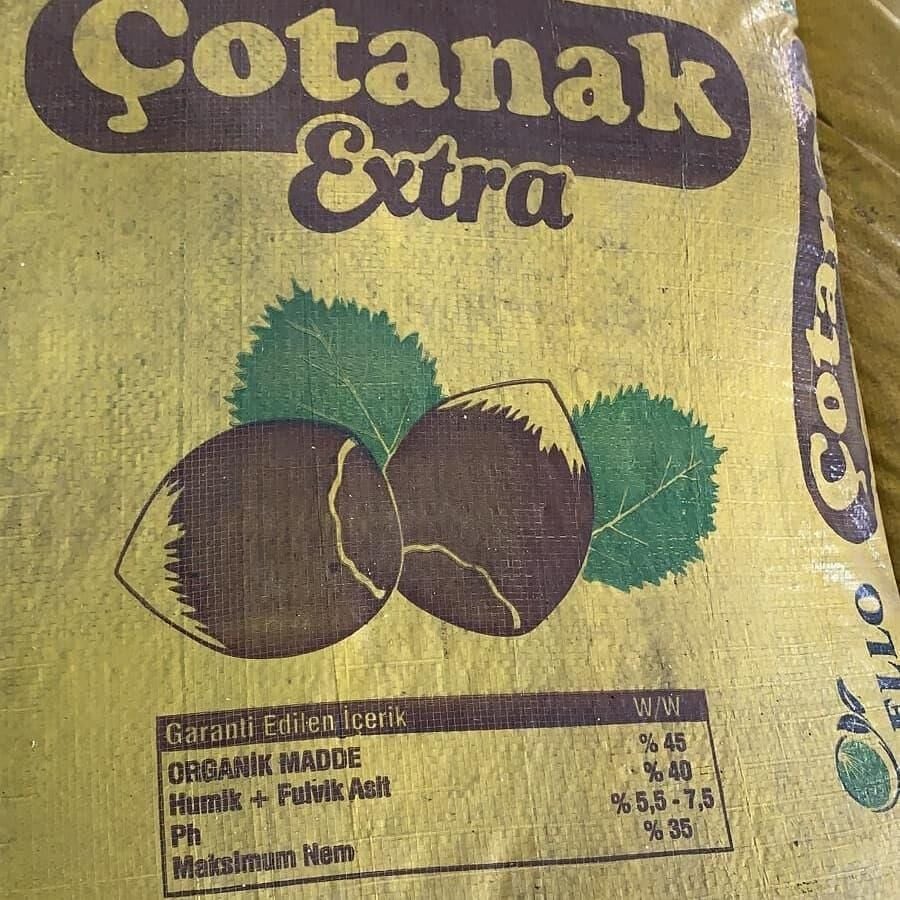 Çotanak
Extra
Garanti Edilen İçerik W/W
ORGANİK MADDE % 45
Humik + Fulvik Asit % 40
Ph % 5,5 - 7,5
Maksimum Nem % 35